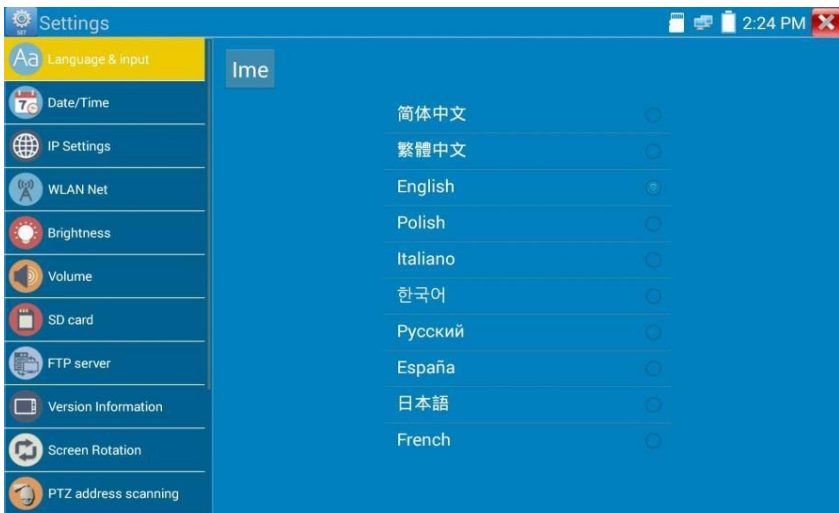 Settings
2:24 PM
Aa Language & input
7 Date/Time
IP Settings
WLAN Net
Brightness
Volume
SD card
FTP server
Version Information
Screen Rotation
PTZ address scanning
Ime
简体中文
繁體中文
English
Polish
Italiano
한국어
Русский
España
日本語
French